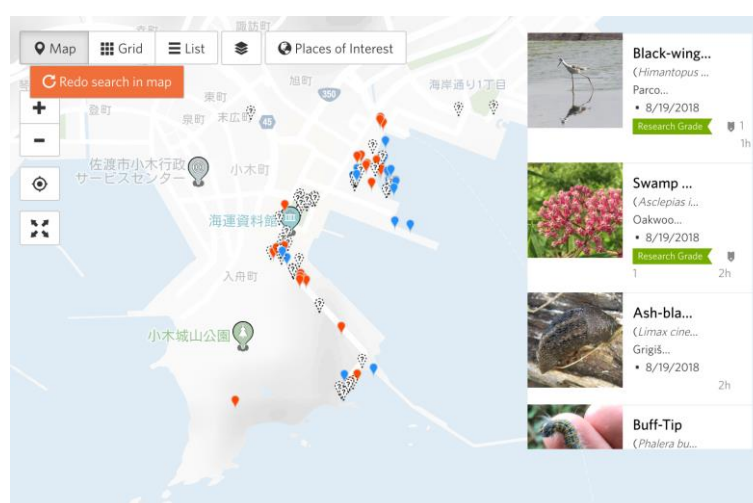 諏訪町
Map
Grid
List
Places of Interest
Redo search in map
旭町
350
海岸通り1丁目
東町
登町
泉町
末広町
45
+
−
佐渡市小木行政
サービスセンター
小木町
海運資料館
入舟町
小木城山公園
Black-wing...
(Himantopus ...
Parco...
• 8/19/2018
Research Grade
1
1h
Swamp ...
(Asclepias i...
Oakwoo...
• 8/19/2018
Research Grade
1
2h
Ash-bla...
(Limax cine...
Grigiš...
• 8/19/2018
2h
Buff-Tip
(Phalera bu...